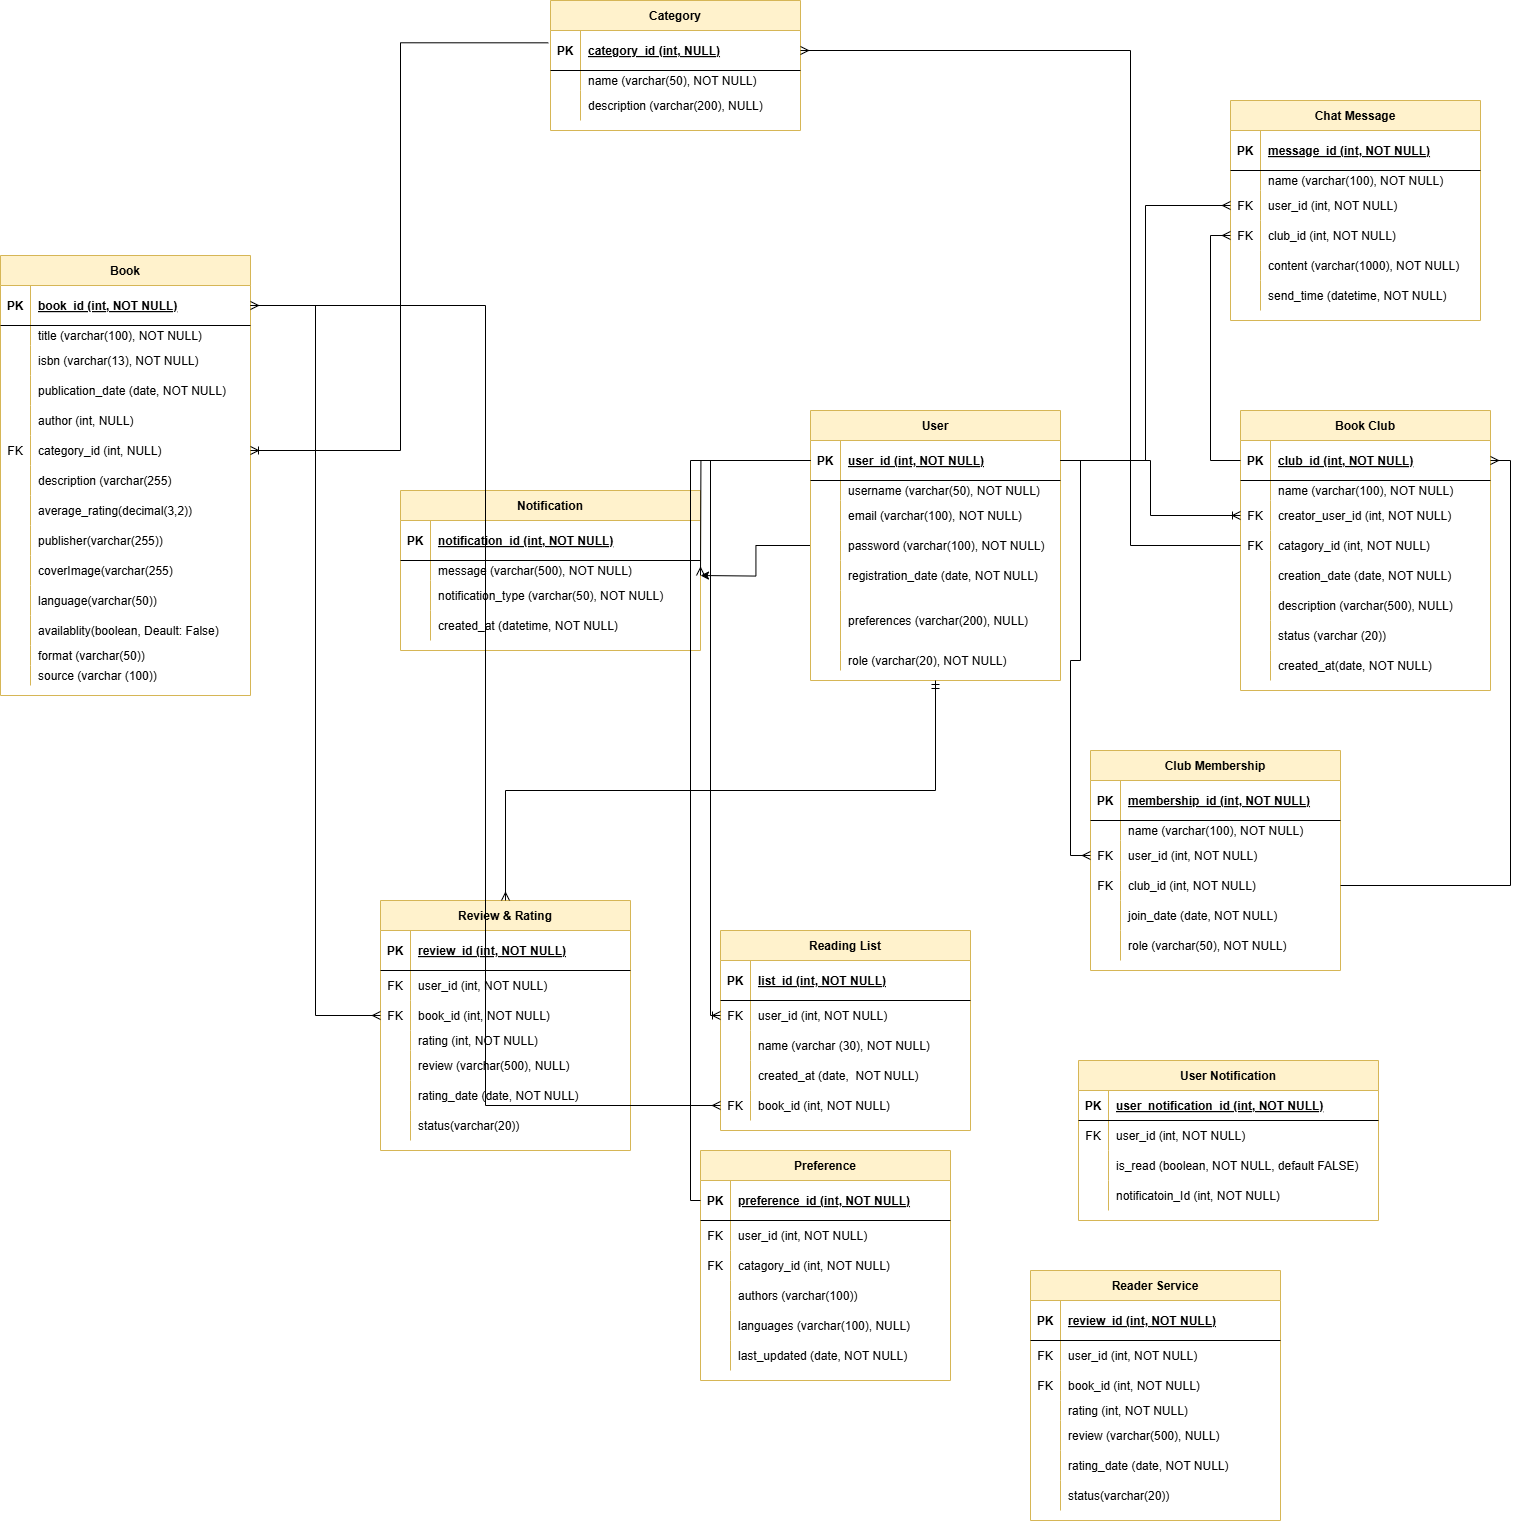 Category
PK category_id (int, NULL)
name (varchar(50), NOT NULL)
description (varchar(200), NULL)
Chat Message
PK message_id (int, NOT NULL)
name (varchar(100), NOT NULL)
FK user_id (int, NOT NULL)
FK club_id (int, NOT NULL)
content (varchar(1000), NOT NULL)
send_time (datetime, NOT NULL)
Book
PK book_id (int, NOT NULL)
title (varchar(100), NOT NULL)
isbn (varchar(13), NOT NULL)
publication_date (date, NOT NULL)
author (int, NULL)
FK category_id (int, NULL)
description (varchar(255)
average_rating(decimal(3,2))
publisher(varchar(255))
coverImage(varchar(255)
language(varchar(50))
availablity(boolean, Deault: False)
format (varchar(50))
source (varchar (100))
Notification
PK notification_id (int, NOT NULL)
message (varchar(500), NOT NULL)
notification_type (varchar(50), NOT NULL)
created_at (datetime, NOT NULL)
User
PK user_id (int, NOT NULL)
username (varchar(50), NOT NULL)
email (varchar(100), NOT NULL)
password (varchar(100), NOT NULL)
registration_date (date, NOT NULL)
preferences (varchar(200), NULL)
role (varchar(20), NOT NULL)
Book Club
PK club_id (int, NOT NULL)
name (varchar(100), NOT NULL)
FK creator_user_id (int, NOT NULL)
FK catagory_id (int, NOT NULL)
creation_date (date, NOT NULL)
description (varchar(500), NULL)
status (varchar (20))
created_at(date, NOT NULL)
Club Membership
PK membership_id (int, NOT NULL)
name (varchar(100), NOT NULL)
FK user_id (int, NOT NULL)
FK club_id (int, NOT NULL)
join_date (date, NOT NULL)
role (varchar(50), NOT NULL)
Review & Rating
PK review_id (int, NOT NULL)
FK user_id (int, NOT NULL)
FK book_id (int, NOT NULL)
rating (int, NOT NULL)
review (varchar(500), NULL)
rating_date (date, NOT NULL)
status(varchar(20))
Reading List
PK list_id (int, NOT NULL)
FK user_id (int, NOT NULL)
name (varchar (30), NOT NULL)
created_at (date, NOT NULL)
FK book_id (int, NOT NULL)
User Notification
PK user_notification_id (int, NOT NULL)
FK user_id (int, NOT NULL)
is_read (boolean, NOT NULL, default FALSE)
notificatoin_Id (int, NOT NULL)
Preference
PK preference_id (int, NOT NULL)
FK user_id (int, NOT NULL)
FK catagory_id (int, NOT NULL)
authors (varchar(100))
languages (varchar(100), NULL)
last_updated (date, NOT NULL)
Reader Service
PK review_id (int, NOT NULL)
FK user_id (int, NOT NULL)
FK book_id (int, NOT NULL)
rating (int, NOT NULL)
review (varchar(500), NULL)
rating_date (date, NOT NULL)
status(varchar(20))